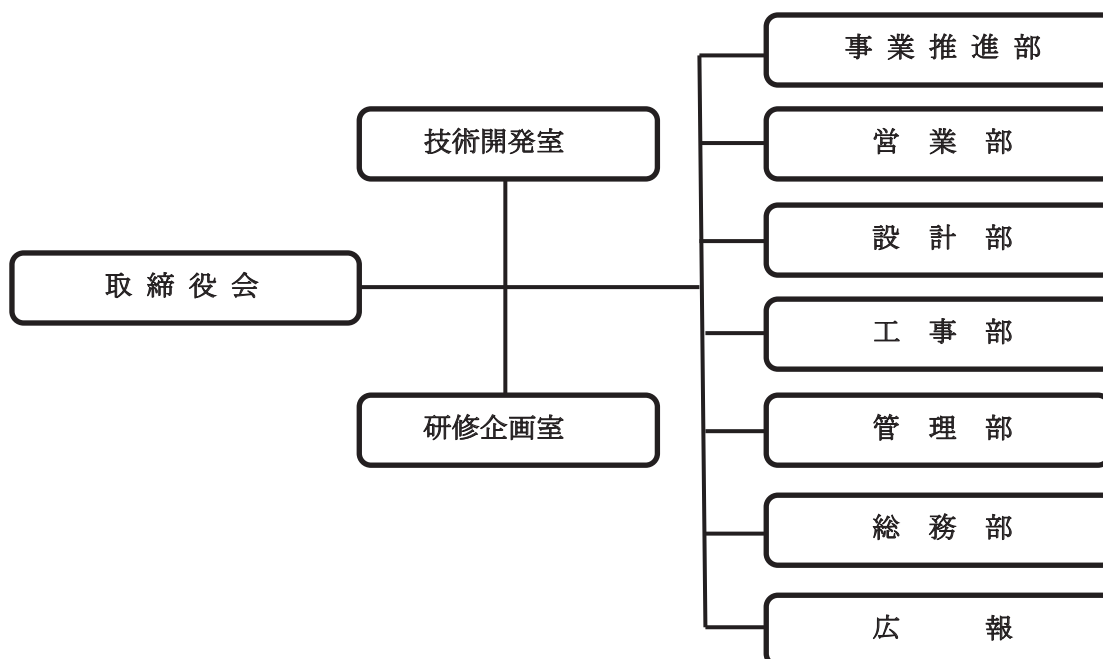 事業推進部
技術開発室
営業部
設計部
取締役会
工事部
研修企画室
管理部
総務部
広報